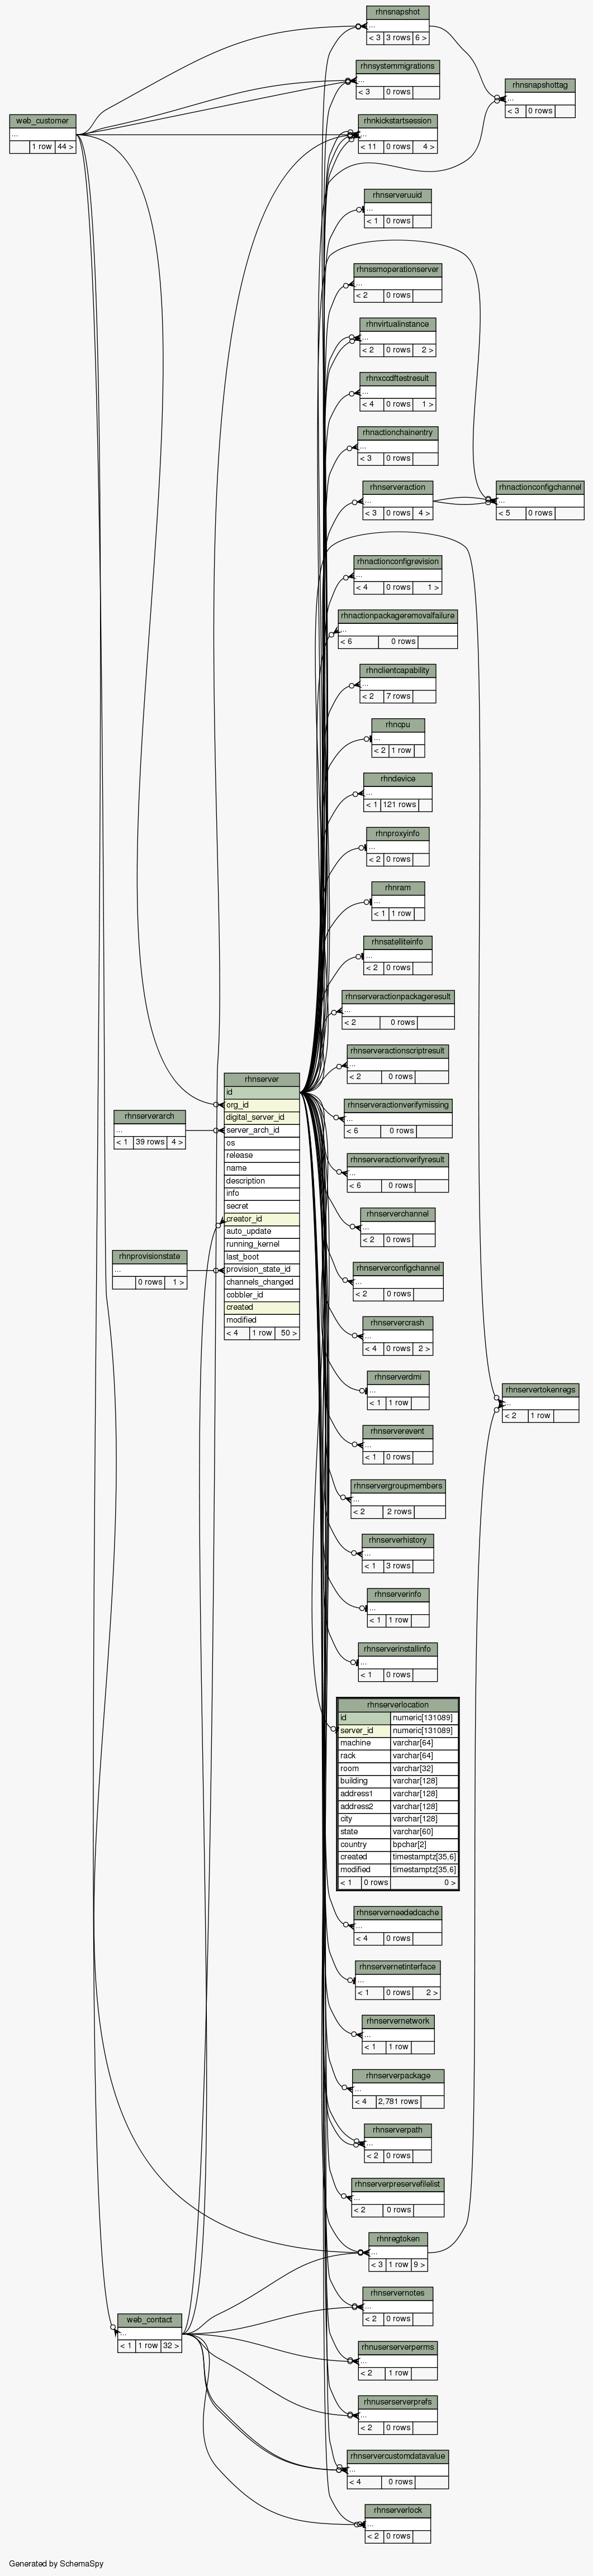 rhnsnapshot
...
< 3 3 rows 6 >
rhnsystemmigrations
...
< 3 0 rows
rhnsnapshottag
...
< 3 0 rows
web_customer
...
1 row 44 >
rhnkickstartsession
...
< 11 0 rows 4 >
rhnserveruuid
...
< 1 0 rows
rhnssmoperationserver
...
< 2 0 rows
rhnvirtualinstance
...
< 2 0 rows 2 >
rhnxccdftestresult
...
< 4 0 rows 1 >
rhnactionchainentry
...
< 3 0 rows
rhnserveraction
...
< 3 0 rows 4 >
rhnactionconfigchannel
...
< 5 0 rows
rhnactionconfigrevision
...
< 4 0 rows 1 >
rhnactionpackageremovalfailure
...
< 6 0 rows
rhnclientcapability
...
< 2 7 rows
rhncpu
...
< 2 1 row
rhndevice
...
< 1 121 rows
rhnproxyinfo
...
< 2 0 rows
rhnram
...
< 1 1 row
rhnsatelliteinfo
...
< 2 0 rows
rhnserveractionpackageresult
...
< 2 0 rows
rhnserveractionscriptresult
...
< 2 0 rows
rhnserver
id
org_id
digital_server_id
server_arch_id
os
release
name
description
info
secret
creator_id
auto_update
running_kernel
last_boot
provision_state_id
channels_changed
cobbler_id
created
modified
< 4 1 row 50 >
rhnserverarch
...
< 1 39 rows 4 >
rhnprovisionstate
...
0 rows 1 >
rhnserveractionverifymissing
...
< 6 0 rows
rhnserveractionverifyresult
...
< 6 0 rows
rhnserverchannel
...
< 2 0 rows
rhnserverconfigchannel
...
< 2 0 rows
rhnservercrash
...
< 4 0 rows 2 >
rhnserverdmi
...
< 1 1 row
rhnservertokenregs
...
< 2 1 row
rhnserverevent
...
< 1 0 rows
rhnservergroupmembers
...
< 2 2 rows
rhnserverhistory
...
< 1 3 rows
rhnserverinfo
...
< 1 1 row
rhnserverinstallinfo
...
< 1 0 rows
rhnserverlocation
id numeric[131089]
server_id numeric[131089]
machine varchar[64]
rack varchar[64]
room varchar[32]
building varchar[128]
address1 varchar[128]
address2 varchar[128]
city varchar[128]
state varchar[60]
country bpchar[2]
created timestamptz[35,6]
modified timestamptz[35,6]
< 1 0 rows 0 >
rhnserverneededcache
...
< 4 0 rows
rhnservernetinterface
...
< 1 0 rows 2 >
rhnservernetwork
...
< 1 1 row
rhnserverpackage
...
< 4 2,781 rows
rhnserverpath
...
< 2 0 rows
rhnserverpreservefilelist
...
< 2 0 rows
rhnregtoken
...
< 3 1 row 9 >
rhnservernotes
...
< 2 0 rows
web_contact
...
< 1 1 row 32 >
rhnuserserverperms
...
< 2 1 row
rhnuserserverprefs
...
< 2 0 rows
rhnservercustomdatavalue
...
< 4 0 rows
rhnserverlock
...
< 2 0 rows
Generated by SchemaSpy